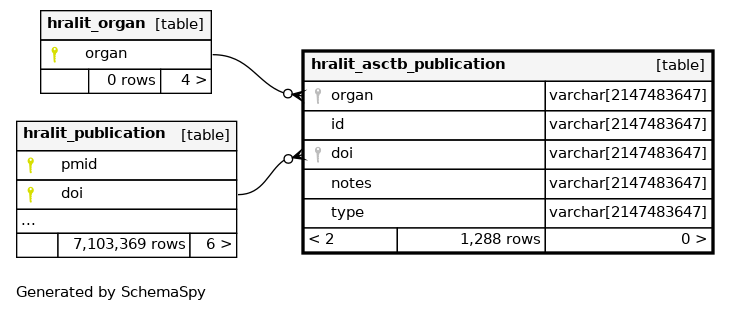 hralit_organ [table]
organ
0 rows 4 >
hralit_publication [table]
pmid
doi
...
7,103,369 rows 6 >
hralit_asctb_publication [table]
organ varchar[2147483647]
id varchar[2147483647]
doi varchar[2147483647]
notes varchar[2147483647]
type varchar[2147483647]
< 2 1,288 rows 0 >
Generated by SchemaSpy